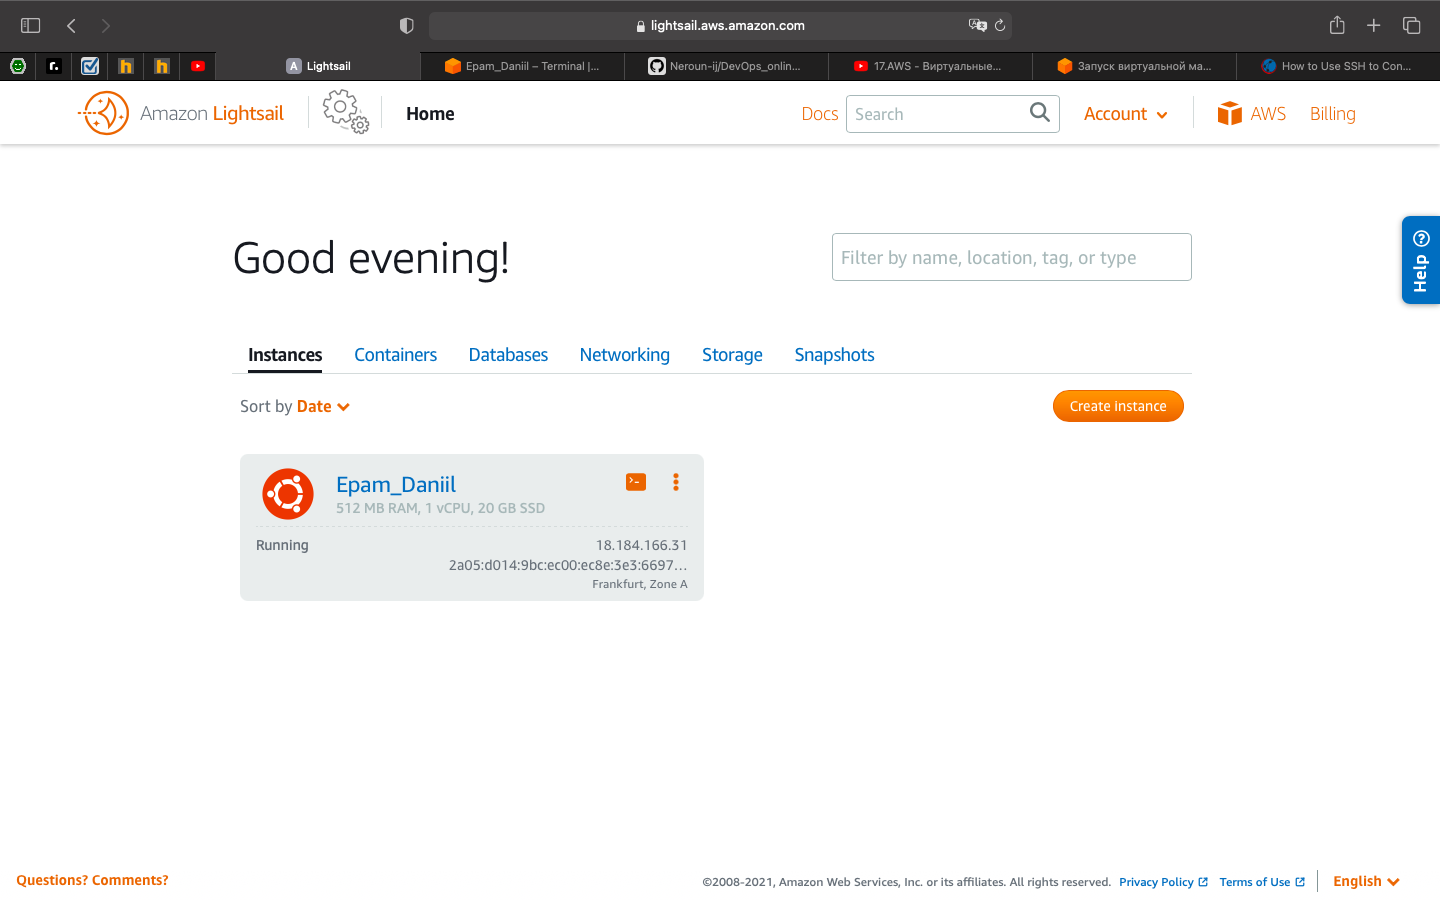 lightsail.aws.amazon.com
Lightsail
Epam_Daniil – Terminal |...
Neroun-ij/DevOps_onlin...
17.AWS - Виртуальные...
Запуск виртуальной ма...
How to Use SSH to Con...
Amazon Lightsail
Home
Docs
Search
Account
AWS
Billing
Good evening!
Filter by name, location, tag, or type
Help
Instances
Containers
Databases
Networking
Storage
Snapshots
Sort by Date
Create instance
Epam_Daniil
512 MB RAM, 1 vCPU, 20 GB SSD
Running
18.184.166.31
2a05:d014:9bc:ec00:ec8e:3e3:6697...
Frankfurt, Zone A
Questions? Comments?
©2008-2021, Amazon Web Services, Inc. or its affiliates. All rights reserved.
Privacy Policy
Terms of Use
English